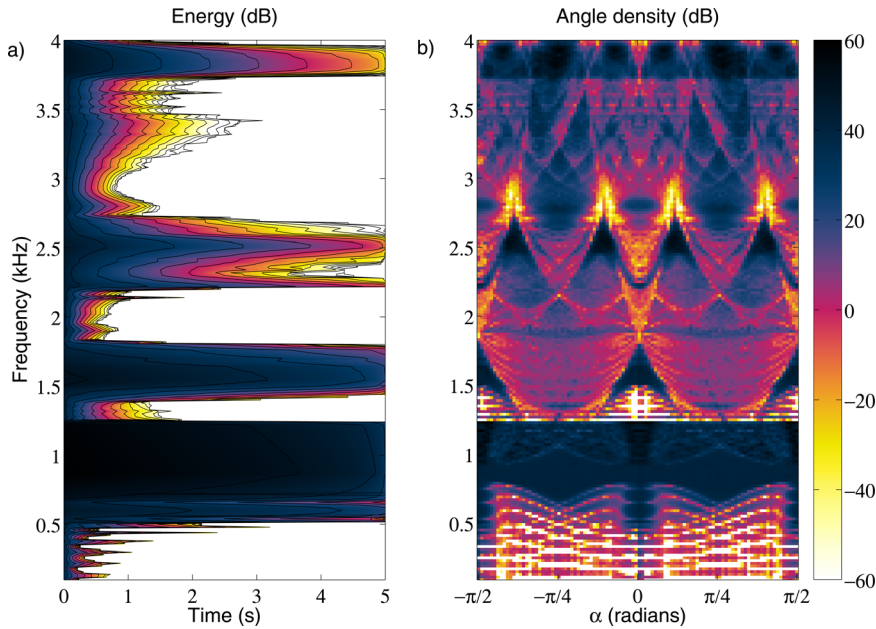 Energy (dB)
Angle density (dB)
a)
b)
4
3.5
3
2.5
2
1.5
1
0.5
Frequency (kHz)
0
1
2
3
4
5
Time (s)
4
3.5
3
2.5
2
1.5
1
0.5
−π/2
−π/4
0
π/4
π/2
α (radians)
60
40
20
0
−20
−40
−60